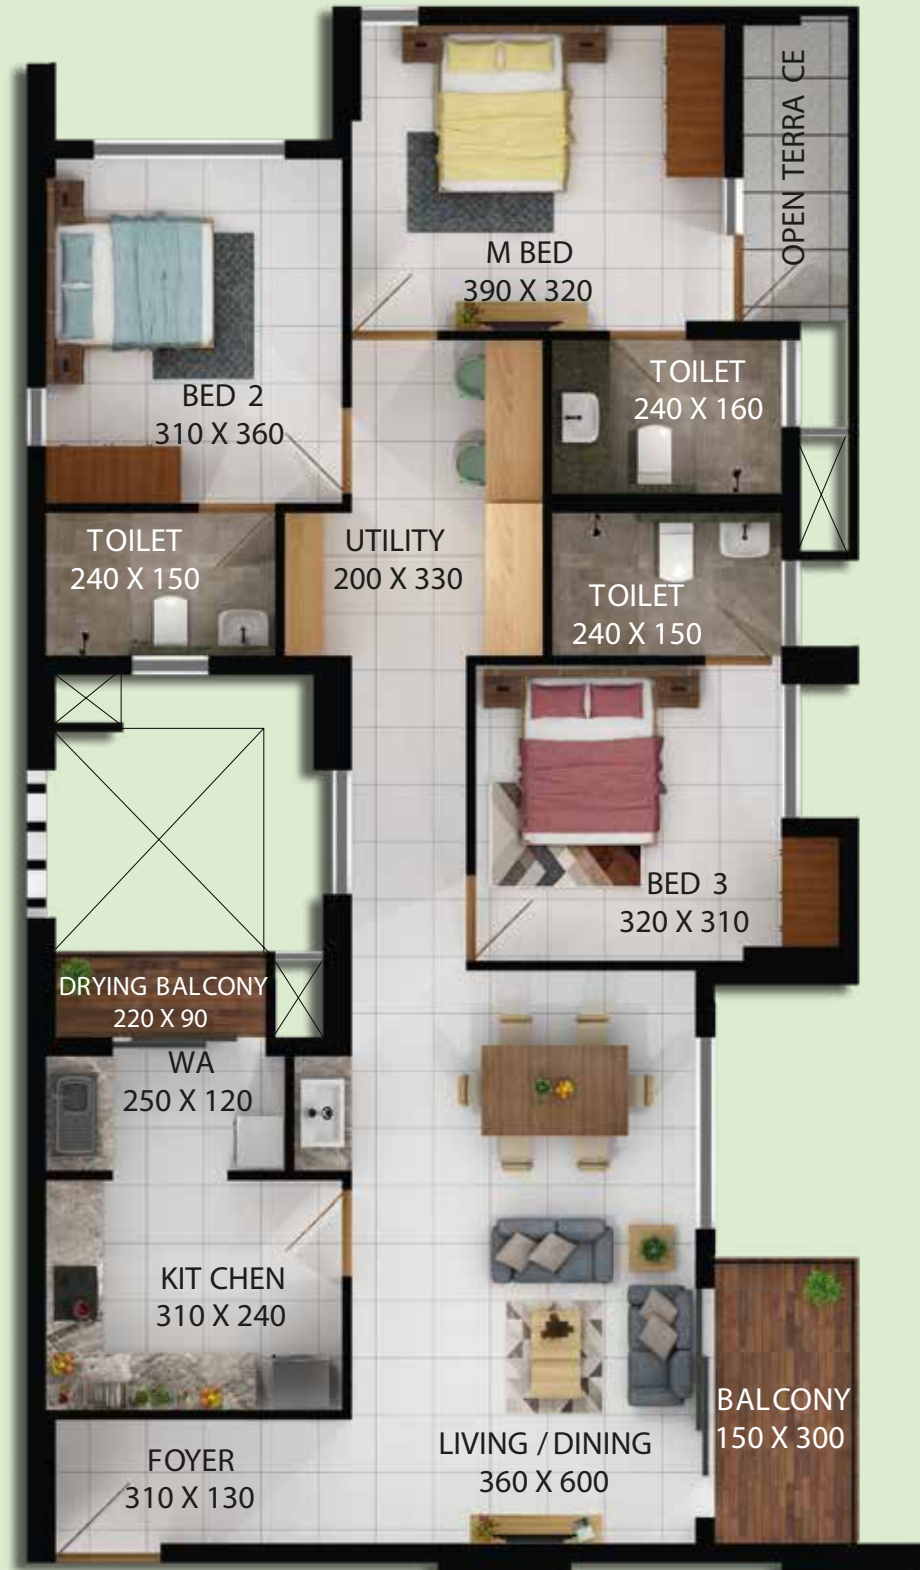 OPEN TERRA CE
M BED
390 X 320
BED 2
310 X 360
TOILET
240 X 160
TOILET
240 X 150
UTILITY
200 X 330
TOILET
240 X 150
BED 3
320 X 310
DRYING BALCONY
220 X 90
WA
250 X 120
KIT CHEN
310 X 240
BALCONY
150 X 300
LIVING / DINING
360 X 600
FOYER
310 X 130